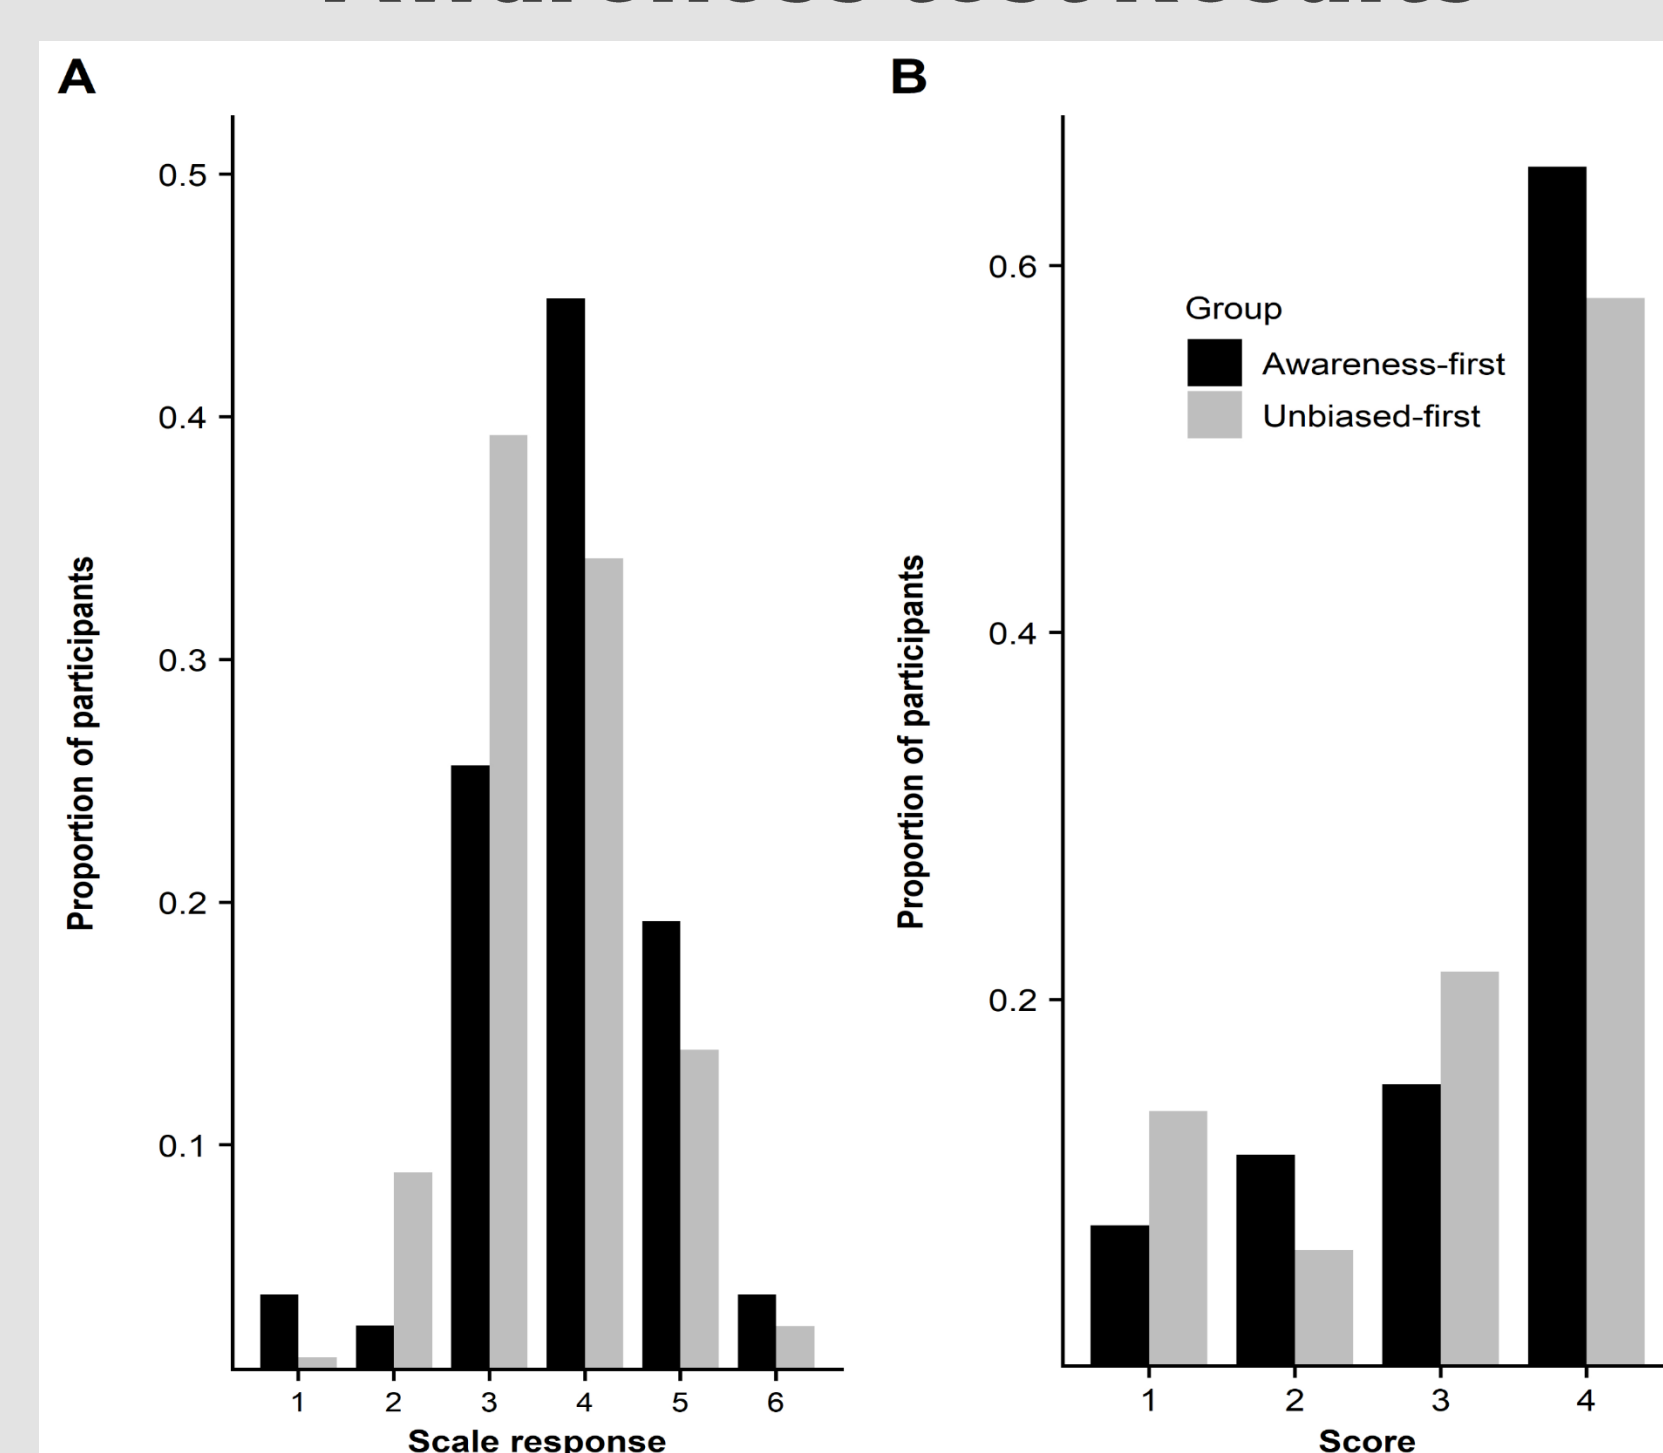 A
B
0.5
0.4
0.3
0.2
0.1
Proportion of participants
1 2 3 4 5 6
Scale response
0.6
0.4
0.2
Proportion of participants
Group
Awareness-first
Unbiased-first
1 2 3 4
Score